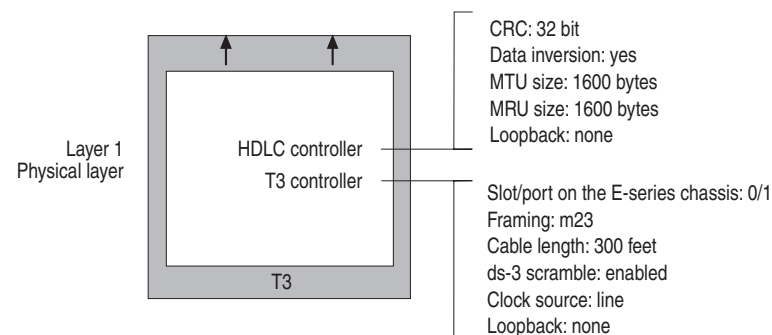 Layer 1
Physical layer
HDLC controller
T3 controller
T3
CRC: 32 bit
Data inversion: yes
MTU size: 1600 bytes
MRU size: 1600 bytes
Loopback: none
Slot/port on the E-series chassis: 0/1
Framing: m23
Cable length: 300 feet
ds-3 scramble: enabled
Clock source: line
Loopback: none